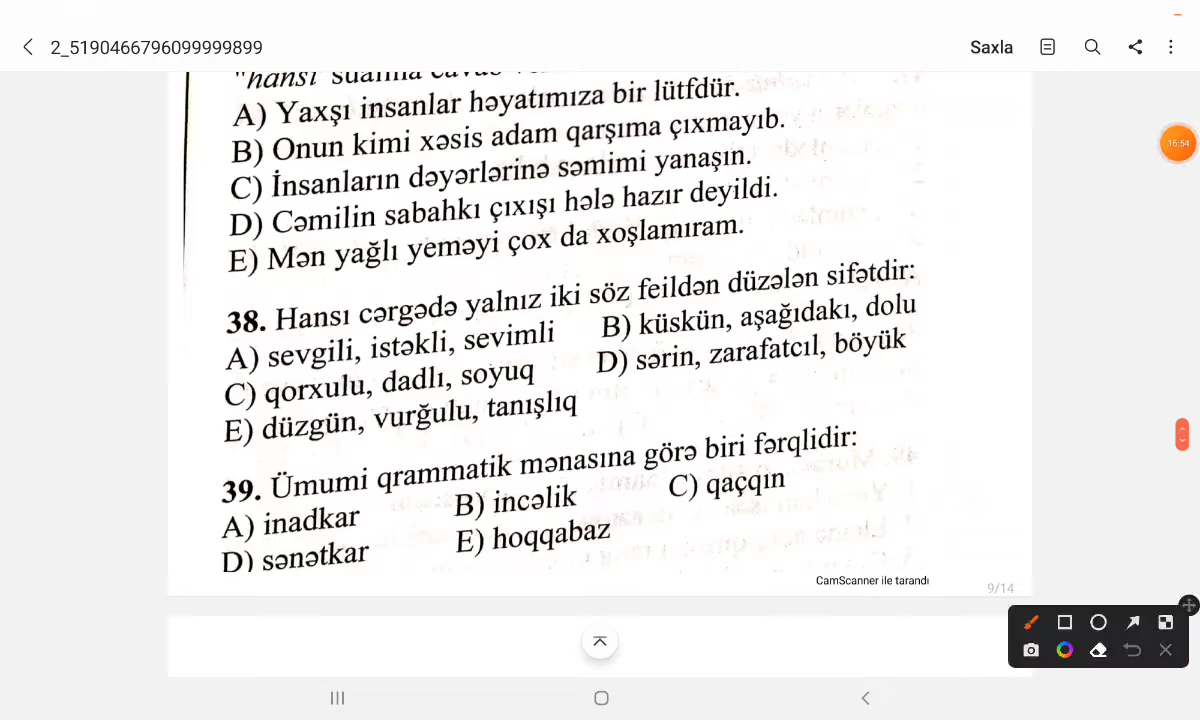 2_5190466796099999899
Saxla
"hansı
A) Yaxşı insanlar həyatımıza bir lütfdür.
B) Onun kimi xəsis adam qarşıma çıxmayıb.
C) İnsanların dəyərlərinə səmimi yanaşın.
D) Cəmilin sabahkı çıxışı hələ hazır deyildi.
E) Mən yağlı yeməyi çox da xoşlamıram.
16:54
38. Hansı cərgədə yalnız iki söz feildən düzələn sifətdir:
A) sevgili, istəkli, sevimli B) küskün, aşağıdakı, dolu
C) qorxulu, dadlı, soyuq D) sərin, zarafatcıl, böyük
E) düzgün, vurğulu, tanışlıq
39. Ümumi qrammatik mənasına görə biri fərqlidir:
A) inadkar B) incəlik C) qaçqın
D) sənətkar E) hoqqabaz
CamScanner ile tarandı
9/14